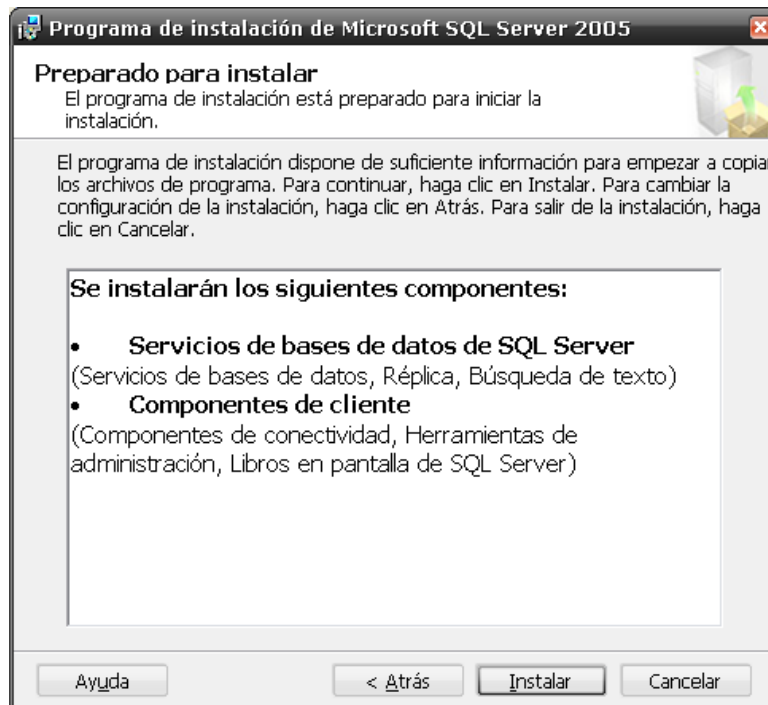 Programa de instalación de Microsoft SQL Server 2005
Preparado para instalar
El programa de instalación está preparado para iniciar la
instalación.
El programa de instalación dispone de suficiente información para empezar a copiar
los archivos de programa. Para continuar, haga clic en Instalar. Para cambiar la
configuración de la instalación, haga clic en Atrás. Para salir de la instalación, haga
clic en Cancelar.
Se instalarán los siguientes componentes:
• Servicios de bases de datos de SQL Server
(Servicios de bases de datos, Réplica, Búsqueda de texto)
• Componentes de cliente
(Componentes de conectividad, Herramientas de
administración, Libros en pantalla de SQL Server)
Ayuda
< Atrás
Instalar
Cancelar